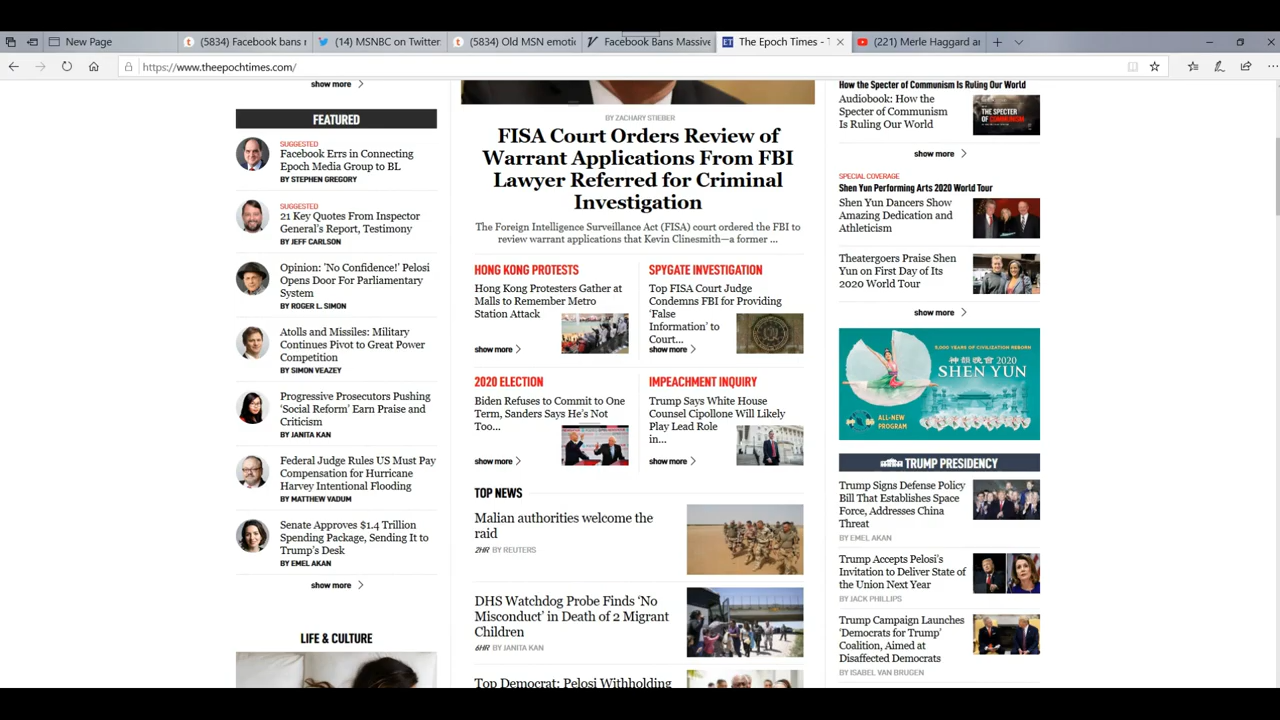 New Page
(5834) Facebook bans r
(14) MSNBC on Twitter
(5834) Old MSN emotic
Facebook Bans Massive
ET The Epoch Times - T
(221) Merle Haggard ar
https://www.theepochtimes.com/
show more
FEATURED
SUGGESTED
Facebook Errs in Connecting
Epoch Media Group to BL
BY STEPHEN GREGORY
SUGGESTED
21 Key Quotes From Inspector
General's Report, Testimony
BY JEFF CARLSON
Opinion: 'No Confidence!' Pelosi
Opens Door For Parliamentary
System
BY ROGER L. SIMON
Atolls and Missiles: Military
Continues Pivot to Great Power
Competition
BY SIMON VEAZEY
Progressive Prosecutors Pushing
'Social Reform' Earn Praise and
Criticism
BY JANITA KAN
Federal Judge Rules US Must Pay
Compensation for Hurricane
Harvey Intentional Flooding
BY MATTHEW VADUM
Senate Approves $1.4 Trillion
Spending Package, Sending It to
Trump's Desk
BY EMEL AKAN
show more
LIFE & CULTURE
BY ZACHARY STIEBER
FISA Court Orders Review of
Warrant Applications From FBI
Lawyer Referred for Criminal
Investigation
The Foreign Intelligence Surveillance Act (FISA) court ordered the FBI to
review warrant applications that Kevin Clinesmith—a former ...
HONG KONG PROTESTS
Hong Kong Protesters Gather at
Malls to Remember Metro
Station Attack
show more
SPYGATE INVESTIGATION
Top FISA Court Judge
Condemns FBI for Providing
'False
Information' to
Court...
show more
2020 ELECTION
Biden Refuses to Commit to One
Term, Sanders Says He's Not
Too...
show more
IMPEACHMENT INQUIRY
Trump Says White House
Counsel Cipollone Will Likely
Play Lead Role
in...
show more
TOP NEWS
Malian authorities welcome the
raid
2HR BY REUTERS
DHS Watchdog Probe Finds 'No
Misconduct' in Death of 2 Migrant
Children
6HR BY JANITA KAN
Top Democrat: Pelosi Withholding
How the Specter of Communism Is Ruling Our World
Audiobook: How the
Specter of Communism
Is Ruling Our World
THE SPECTER
OF COMMUNISM
show more
SPECIAL COVERAGE
Shen Yun Performing Arts 2020 World Tour
Shen Yun Dancers Show
Amazing Dedication and
Athleticism
Theatergoers Praise Shen
Yun on First Day of Its
2020 World Tour
show more
5,000 YEARS OF CIVILIZATION REBORN
神韻晚會 2020
SHEN YUN
ALL-NEW
PROGRAM
TRUMP PRESIDENCY
Trump Signs Defense Policy
Bill That Establishes Space
Force, Addresses China
Threat
BY EMEL AKAN
Trump Accepts Pelosi's
Invitation to Deliver State of
the Union Next Year
BY JACK PHILLIPS
Trump Campaign Launches
'Democrats for Trump'
Coalition, Aimed at
Disaffected Democrats
BY ISABEL VAN BRUGEN